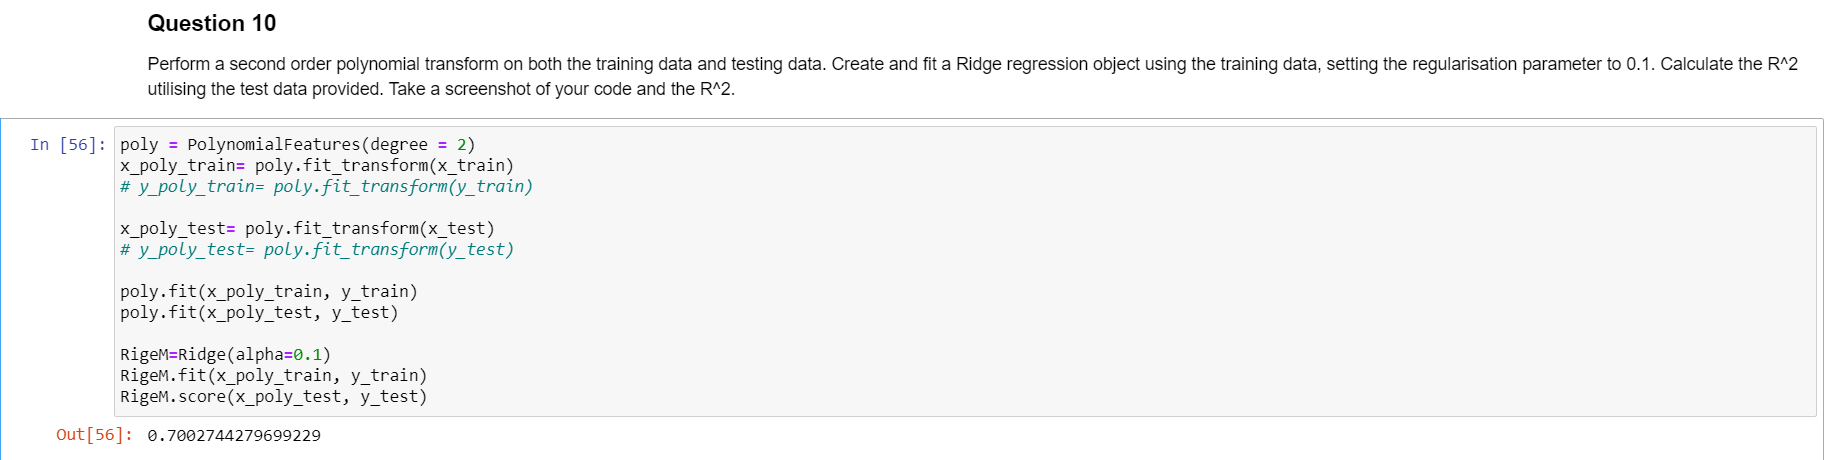 Question 10
Perform a second order polynomial transform on both the training data and testing data. Create and fit a Ridge regression object using the training data, setting the regularisation parameter to 0.1. Calculate the R^2
utilising the test data provided. Take a screenshot of your code and the R^2.
In [56]: poly = PolynomialFeatures(degree = 2)
x_poly_train= poly.fit_transform(x_train)
# y_poly_train= poly.fit_transform(y_train)
x_poly_test= poly.fit_transform(x_test)
# y_poly_test= poly.fit_transform(y_test)
poly.fit(x_poly_train, y_train)
poly.fit(x_poly_test, y_test)
RigeM=Ridge(alpha=0.1)
RigeM.fit(x_poly_train, y_train)
RigeM.score(x_poly_test, y_test)
Out[56]: 0.7002744279699229